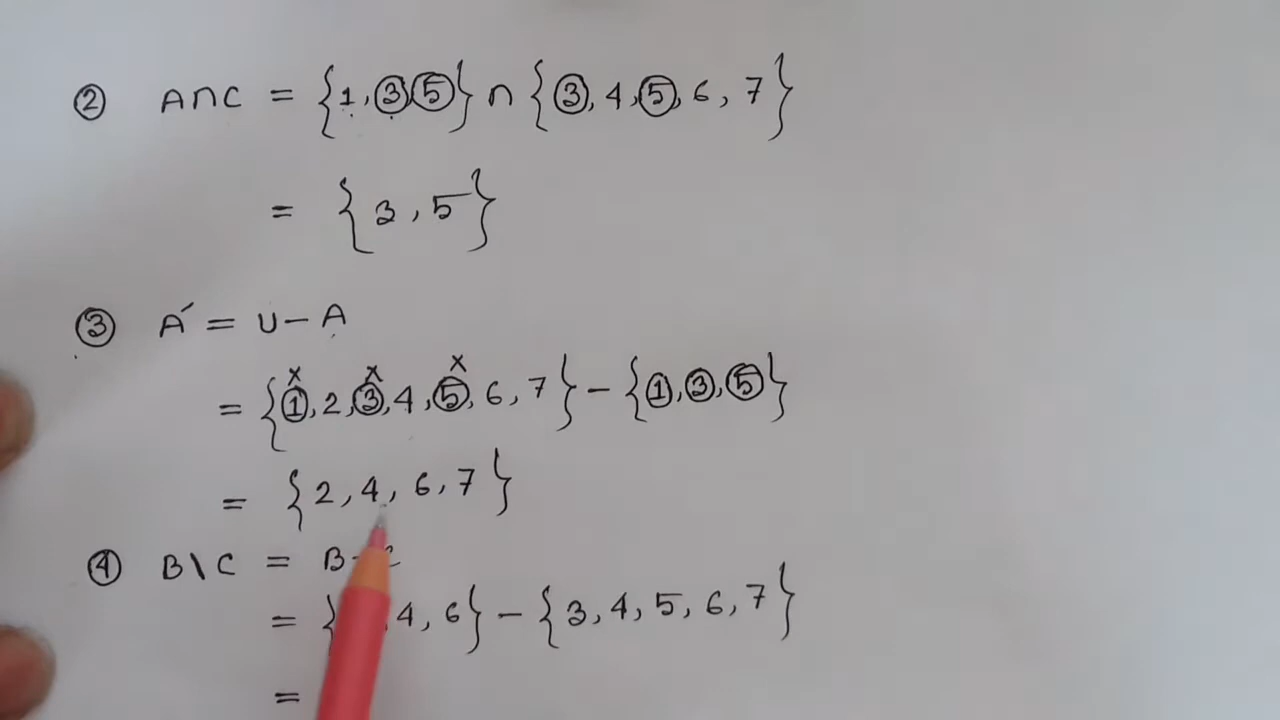 ② A∩C = {1, ③ ⑤} ∩ {③, 4, ⑤, 6, 7}
= {3, 5}
③ A′ = U − A
= {①, 2, ③, 4, ⑤, 6, 7} − {①, ③, ⑤}
= {2, 4, 6, 7}
④ B\C = B −
= { 4, 6} − {3, 4, 5, 6, 7}
=